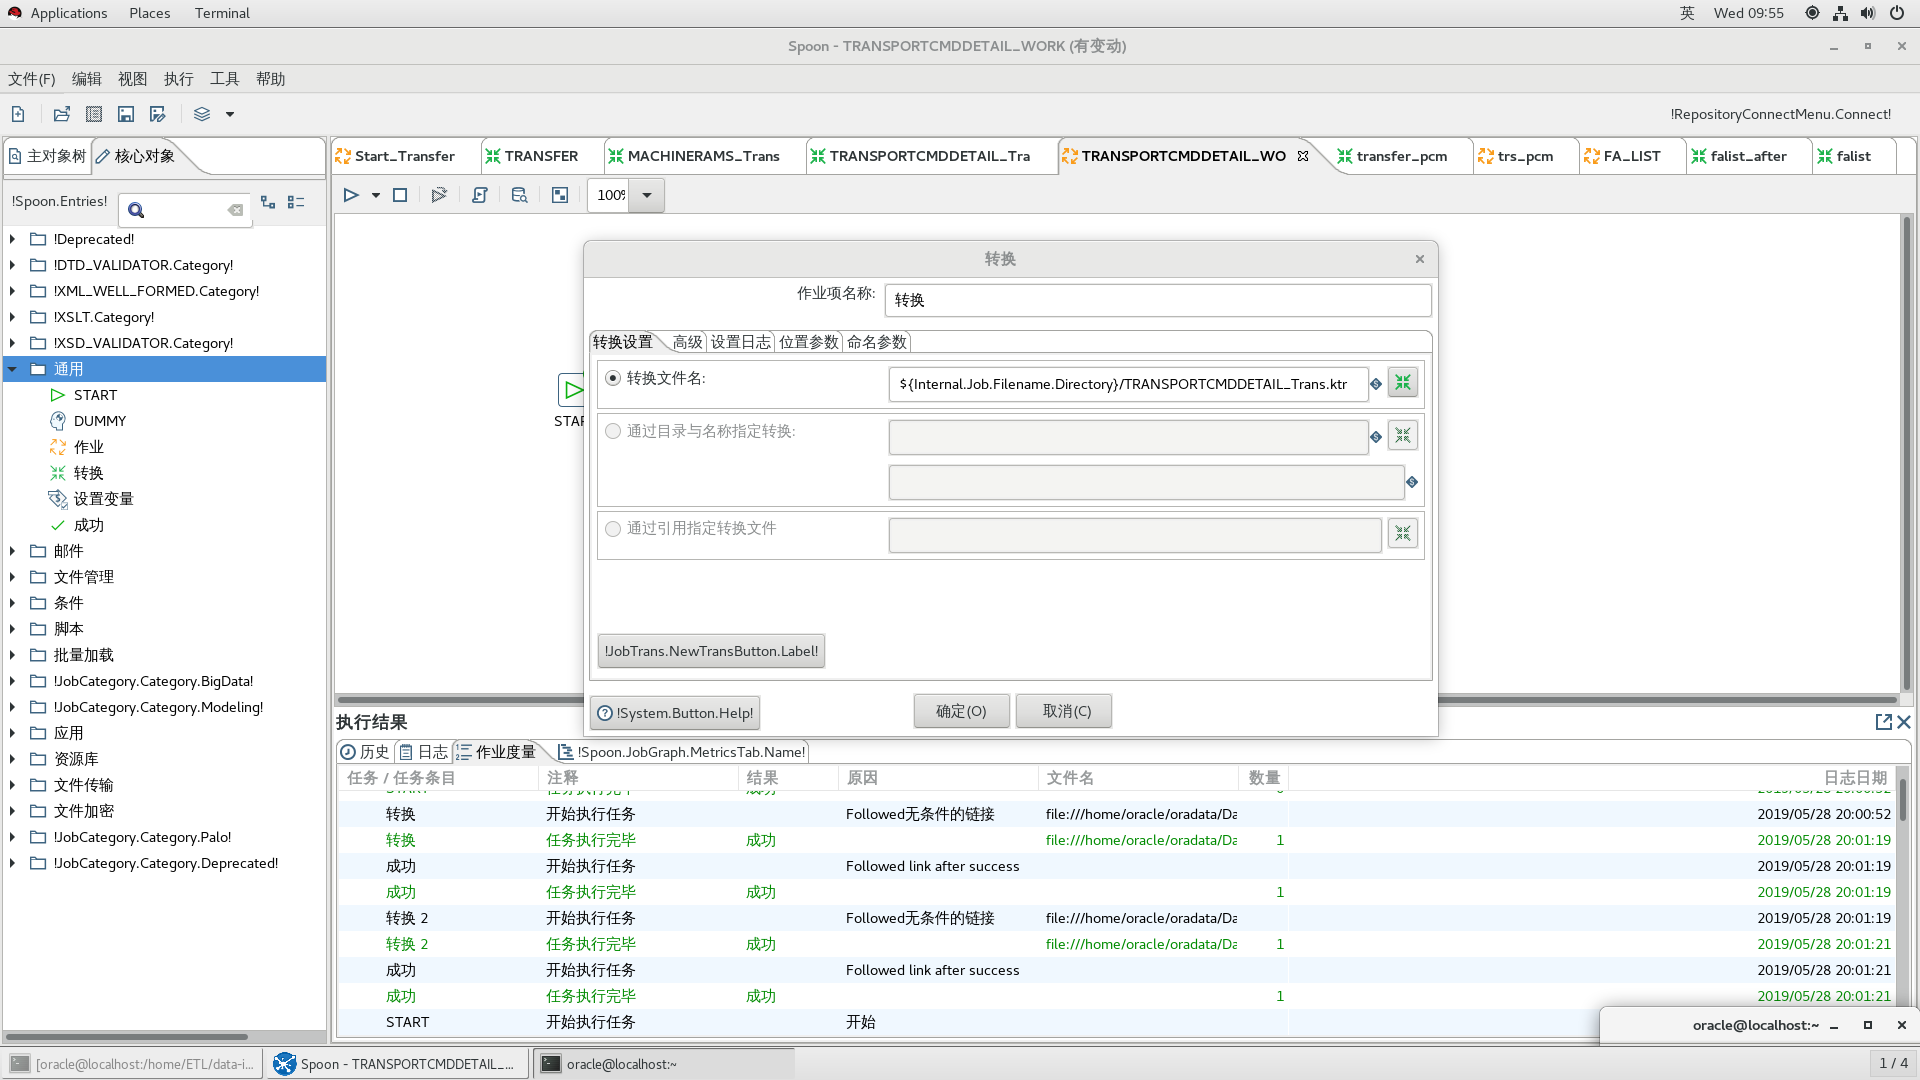 Applications Places Terminal 英 Wed 09:55
Spoon - TRANSPORTCMDDETAIL_WORK (有变动)
文件(F) 编辑 视图 执行 工具 帮助
!RepositoryConnectMenu.Connect!
主对象树 核心对象
Start_Transfer TRANSFER MACHINERAMS_Trans TRANSPORTCMDDETAIL_Tra TRANSPORTCMDDETAIL_WO transfer_pcm trs_pcm FA_LIST falist_after falist
!Spoon.Entries!
100%
!Deprecated!
!DTD_VALIDATOR.Category!
!XML_WELL_FORMED.Category!
!XSLT.Category!
!XSD_VALIDATOR.Category!
通用
START
DUMMY
作业
转换
设置变量
成功
邮件
文件管理
条件
脚本
批量加载
!JobCategory.Category.BigData!
!JobCategory.Category.Modeling!
应用
资源库
文件传输
文件加密
!JobCategory.Category.Palo!
!JobCategory.Category.Deprecated!
转换
作业项名称: 转换
转换设置 高级 设置日志 位置参数 命名参数
转换文件名: ${Internal.Job.Filename.Directory}/TRANSPORTCMDDETAIL_Trans.ktr
通过目录与名称指定转换:
通过引用指定转换文件
!JobTrans.NewTransButton.Label!
!System.Button.Help! 确定(O) 取消(C)
执行结果
历史 日志 作业度量 !Spoon.JobGraph.MetricsTab.Name!
任务 / 任务条目 注释 结果 原因 文件名 数量 日志日期
转换 开始执行任务 Followed无条件的链接 file:///home/oracle/oradata/Da 2019/05/28 20:00:52
转换 任务执行完毕 成功 file:///home/oracle/oradata/Da 1 2019/05/28 20:01:19
成功 开始执行任务 Followed link after success 2019/05/28 20:01:19
成功 任务执行完毕 成功 1 2019/05/28 20:01:19
转换 2 开始执行任务 Followed无条件的链接 file:///home/oracle/oradata/Da 2019/05/28 20:01:19
转换 2 任务执行完毕 成功 file:///home/oracle/oradata/Da 1 2019/05/28 20:01:21
成功 开始执行任务 Followed link after success 2019/05/28 20:01:21
成功 任务执行完毕 成功 1 2019/05/28 20:01:21
START 开始执行任务 开始
oracle@localhost:~
[oracle@localhost:/home/ETL/data-i... Spoon - TRANSPORTCMDDETAIL_... oracle@localhost:~ 1 / 4